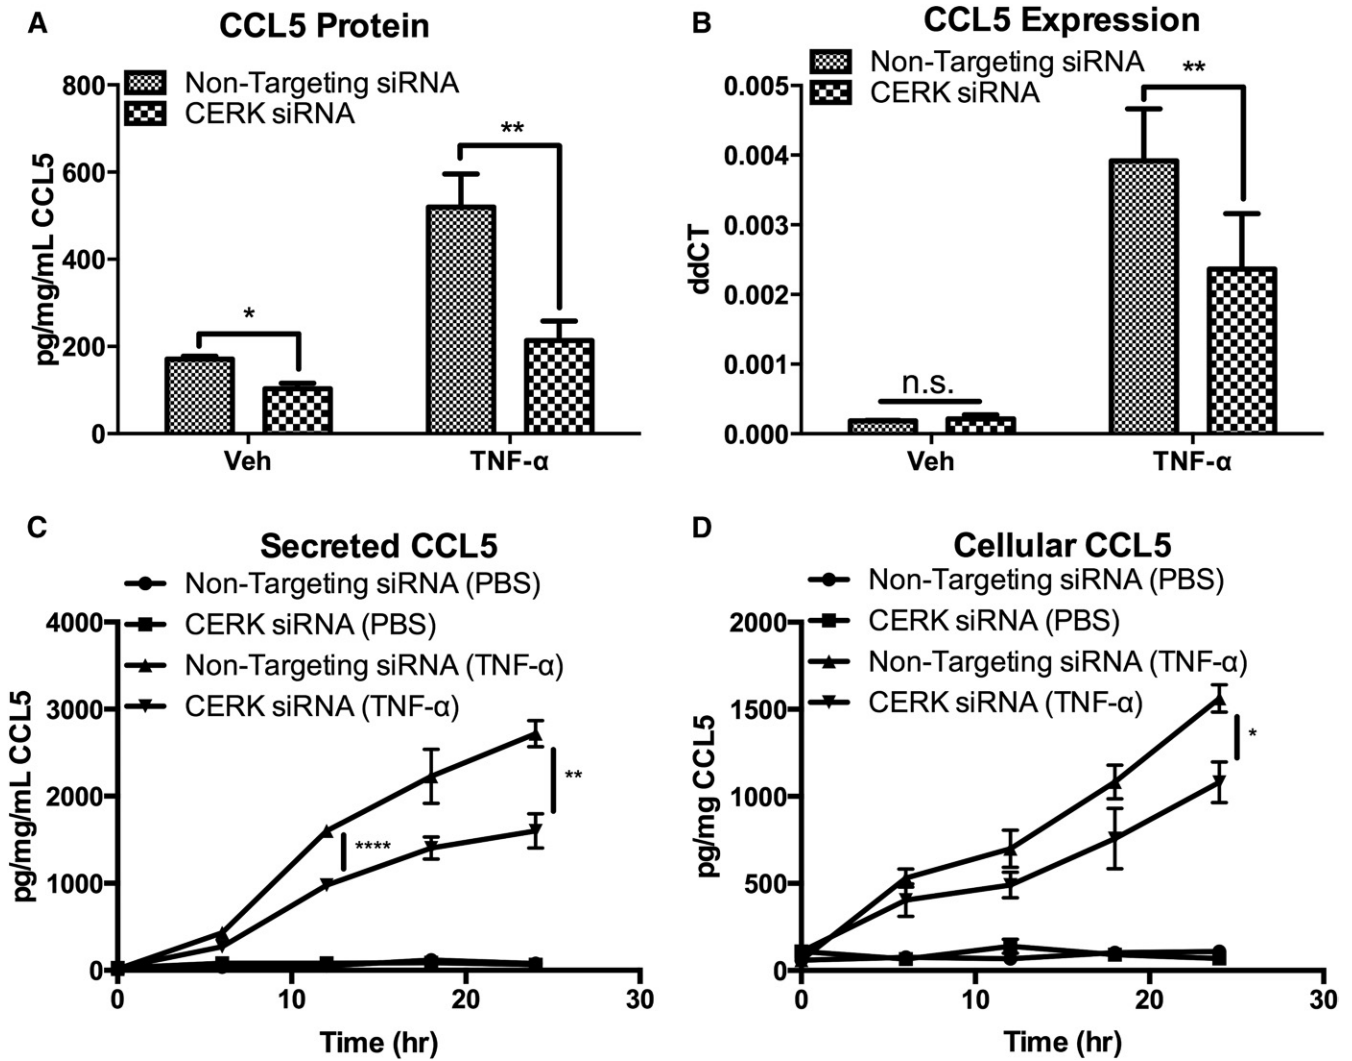 A
CCL5 Protein
Non-Targeting siRNA
CERK siRNA
pg/mg/mL CCL5
800
600
400
200
0
*
**
Veh
TNF-α
B
CCL5 Expression
Non-Targeting siRNA
CERK siRNA
ddCT
0.005
0.004
0.003
0.002
0.001
0.000
n.s.
**
Veh
TNF-α
C
Secreted CCL5
Non-Targeting siRNA (PBS)
CERK siRNA (PBS)
Non-Targeting siRNA (TNF-α)
CERK siRNA (TNF-α)
pg/mg/mL CCL5
4000
3000
2000
1000
0
****
**
0 10 20 30
Time (hr)
D
Cellular CCL5
Non-Targeting siRNA (PBS)
CERK siRNA (PBS)
Non-Targeting siRNA (TNF-α)
CERK siRNA (TNF-α)
pg/mg CCL5
2000
1500
1000
500
0
*
0 10 20 30
Time (hr)